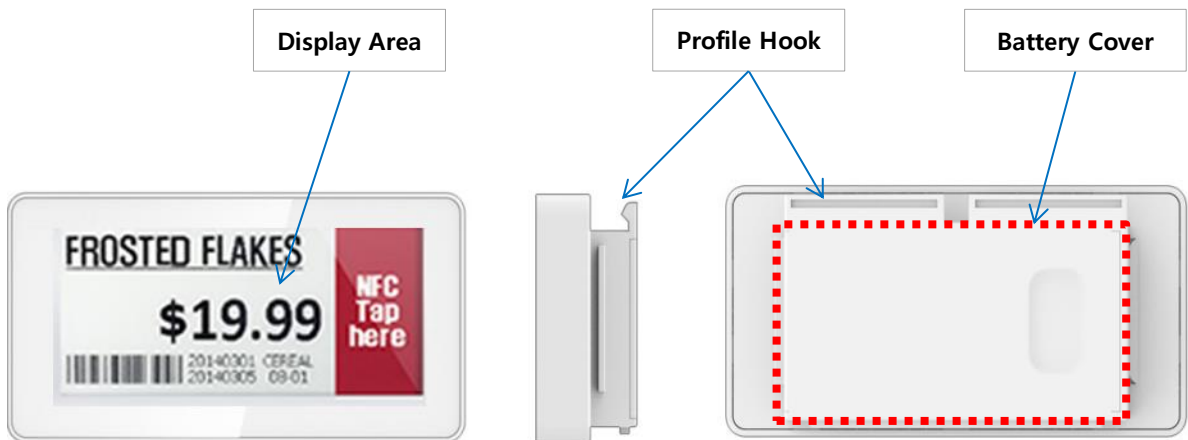 Display Area
Profile Hook
Battery Cover
FROSTED FLAKES
$19.99
20140301 CEREAL
20140305 08-01
NFC
Tap
here